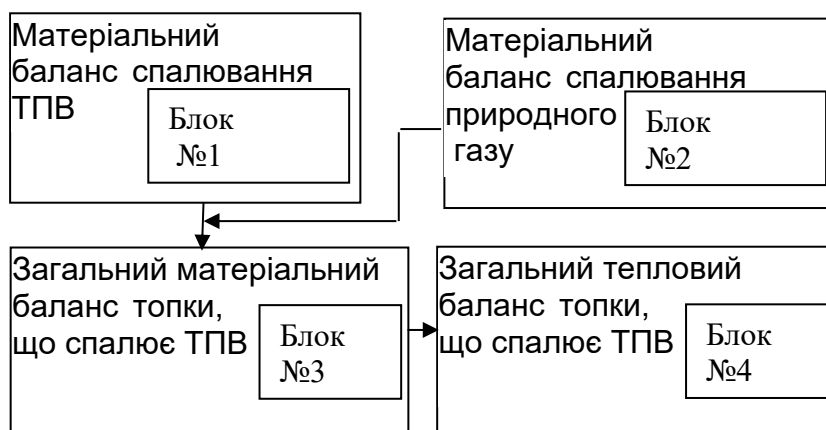 Матеріальний
баланс спалювання
ТПВ
Блок
№1
Матеріальний
баланс спалювання
природного
газу
Блок
№2
Загальний матеріальний
баланс топки,
що спалює ТПВ
Блок
№3
Загальний тепловий
баланс топки,
що спалює ТПВ
Блок
№4